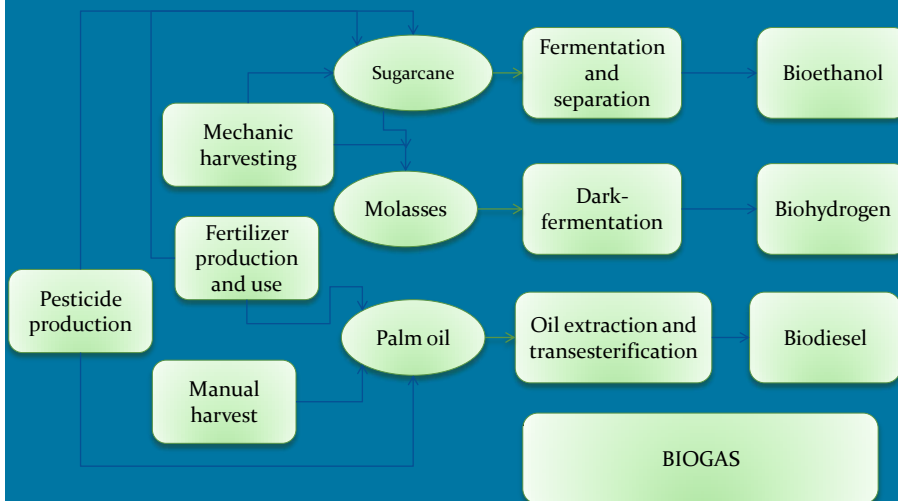 Sugarcane
Fermentation
and
separation
Bioethanol
Mechanic
harvesting
Molasses
Dark-
fermentation
Biohydrogen
Fertilizer
production
and use
Pesticide
production
Palm oil
Oil extraction and
transesterification
Biodiesel
Manual
harvest
BIOGAS